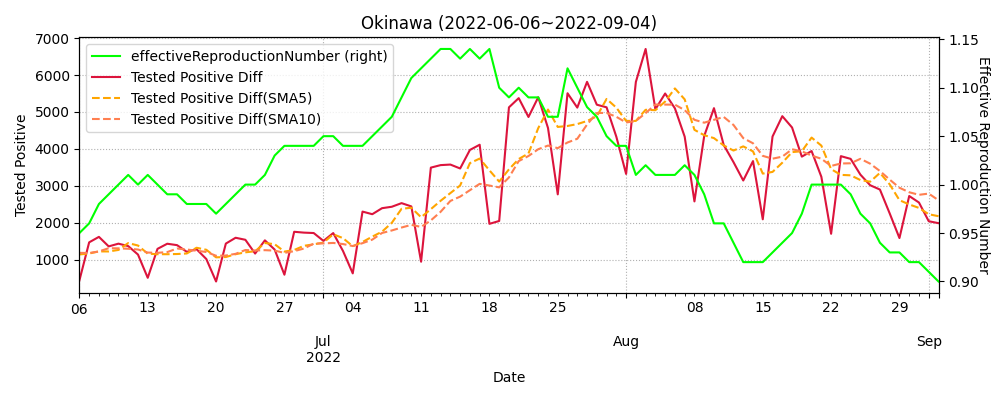 Okinawa (2022-06-06~2022-09-04)
effectiveReproductionNumber (right)
Tested Positive Diff
Tested Positive Diff(SMA5)
Tested Positive Diff(SMA10)
Tested Positive
7000
6000
5000
4000
3000
2000
1000
1.15
1.10
1.05
1.00
0.95
0.90
Effective Reproduction Number
06 13 20 27 04 11 18 25 08 15 22 29
Jul Aug Sep
2022
Date